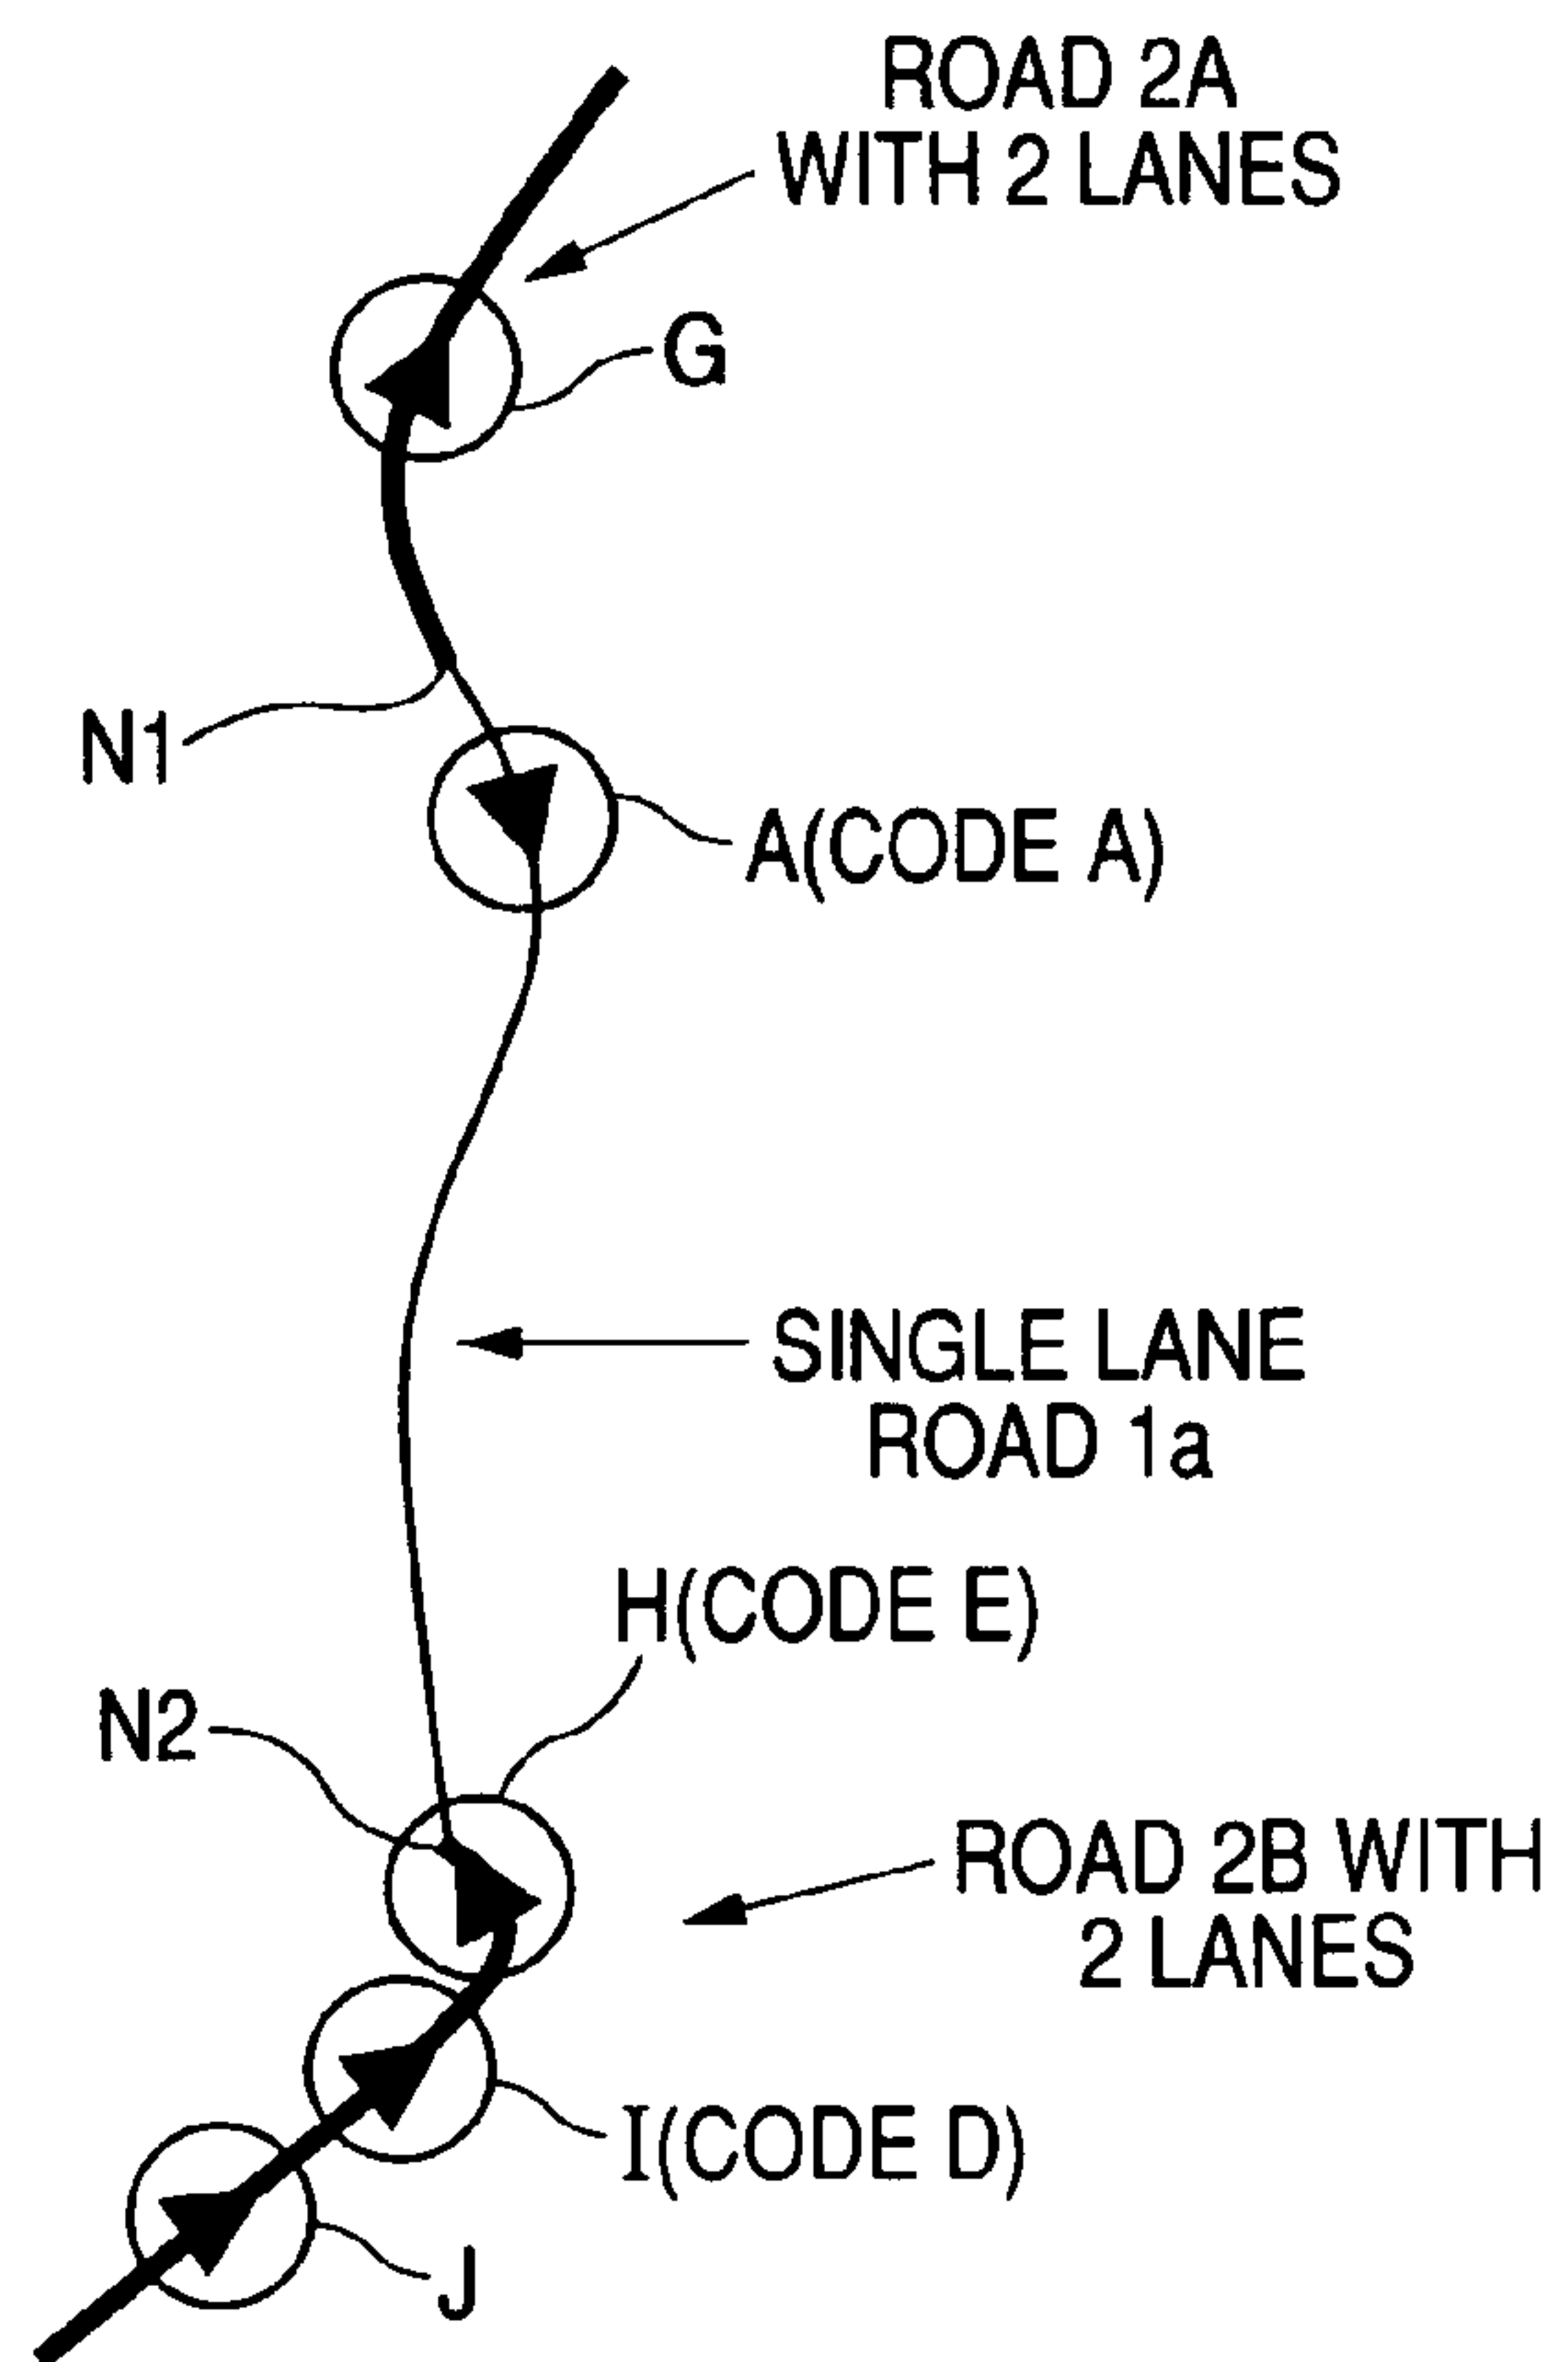 ROAD 2A
WITH 2 LANES
G
N1
A(CODE A)
SINGLE LANE
ROAD 1a
H(CODE E)
N2
ROAD 2B WITH
2 LANES
I(CODE D)
J